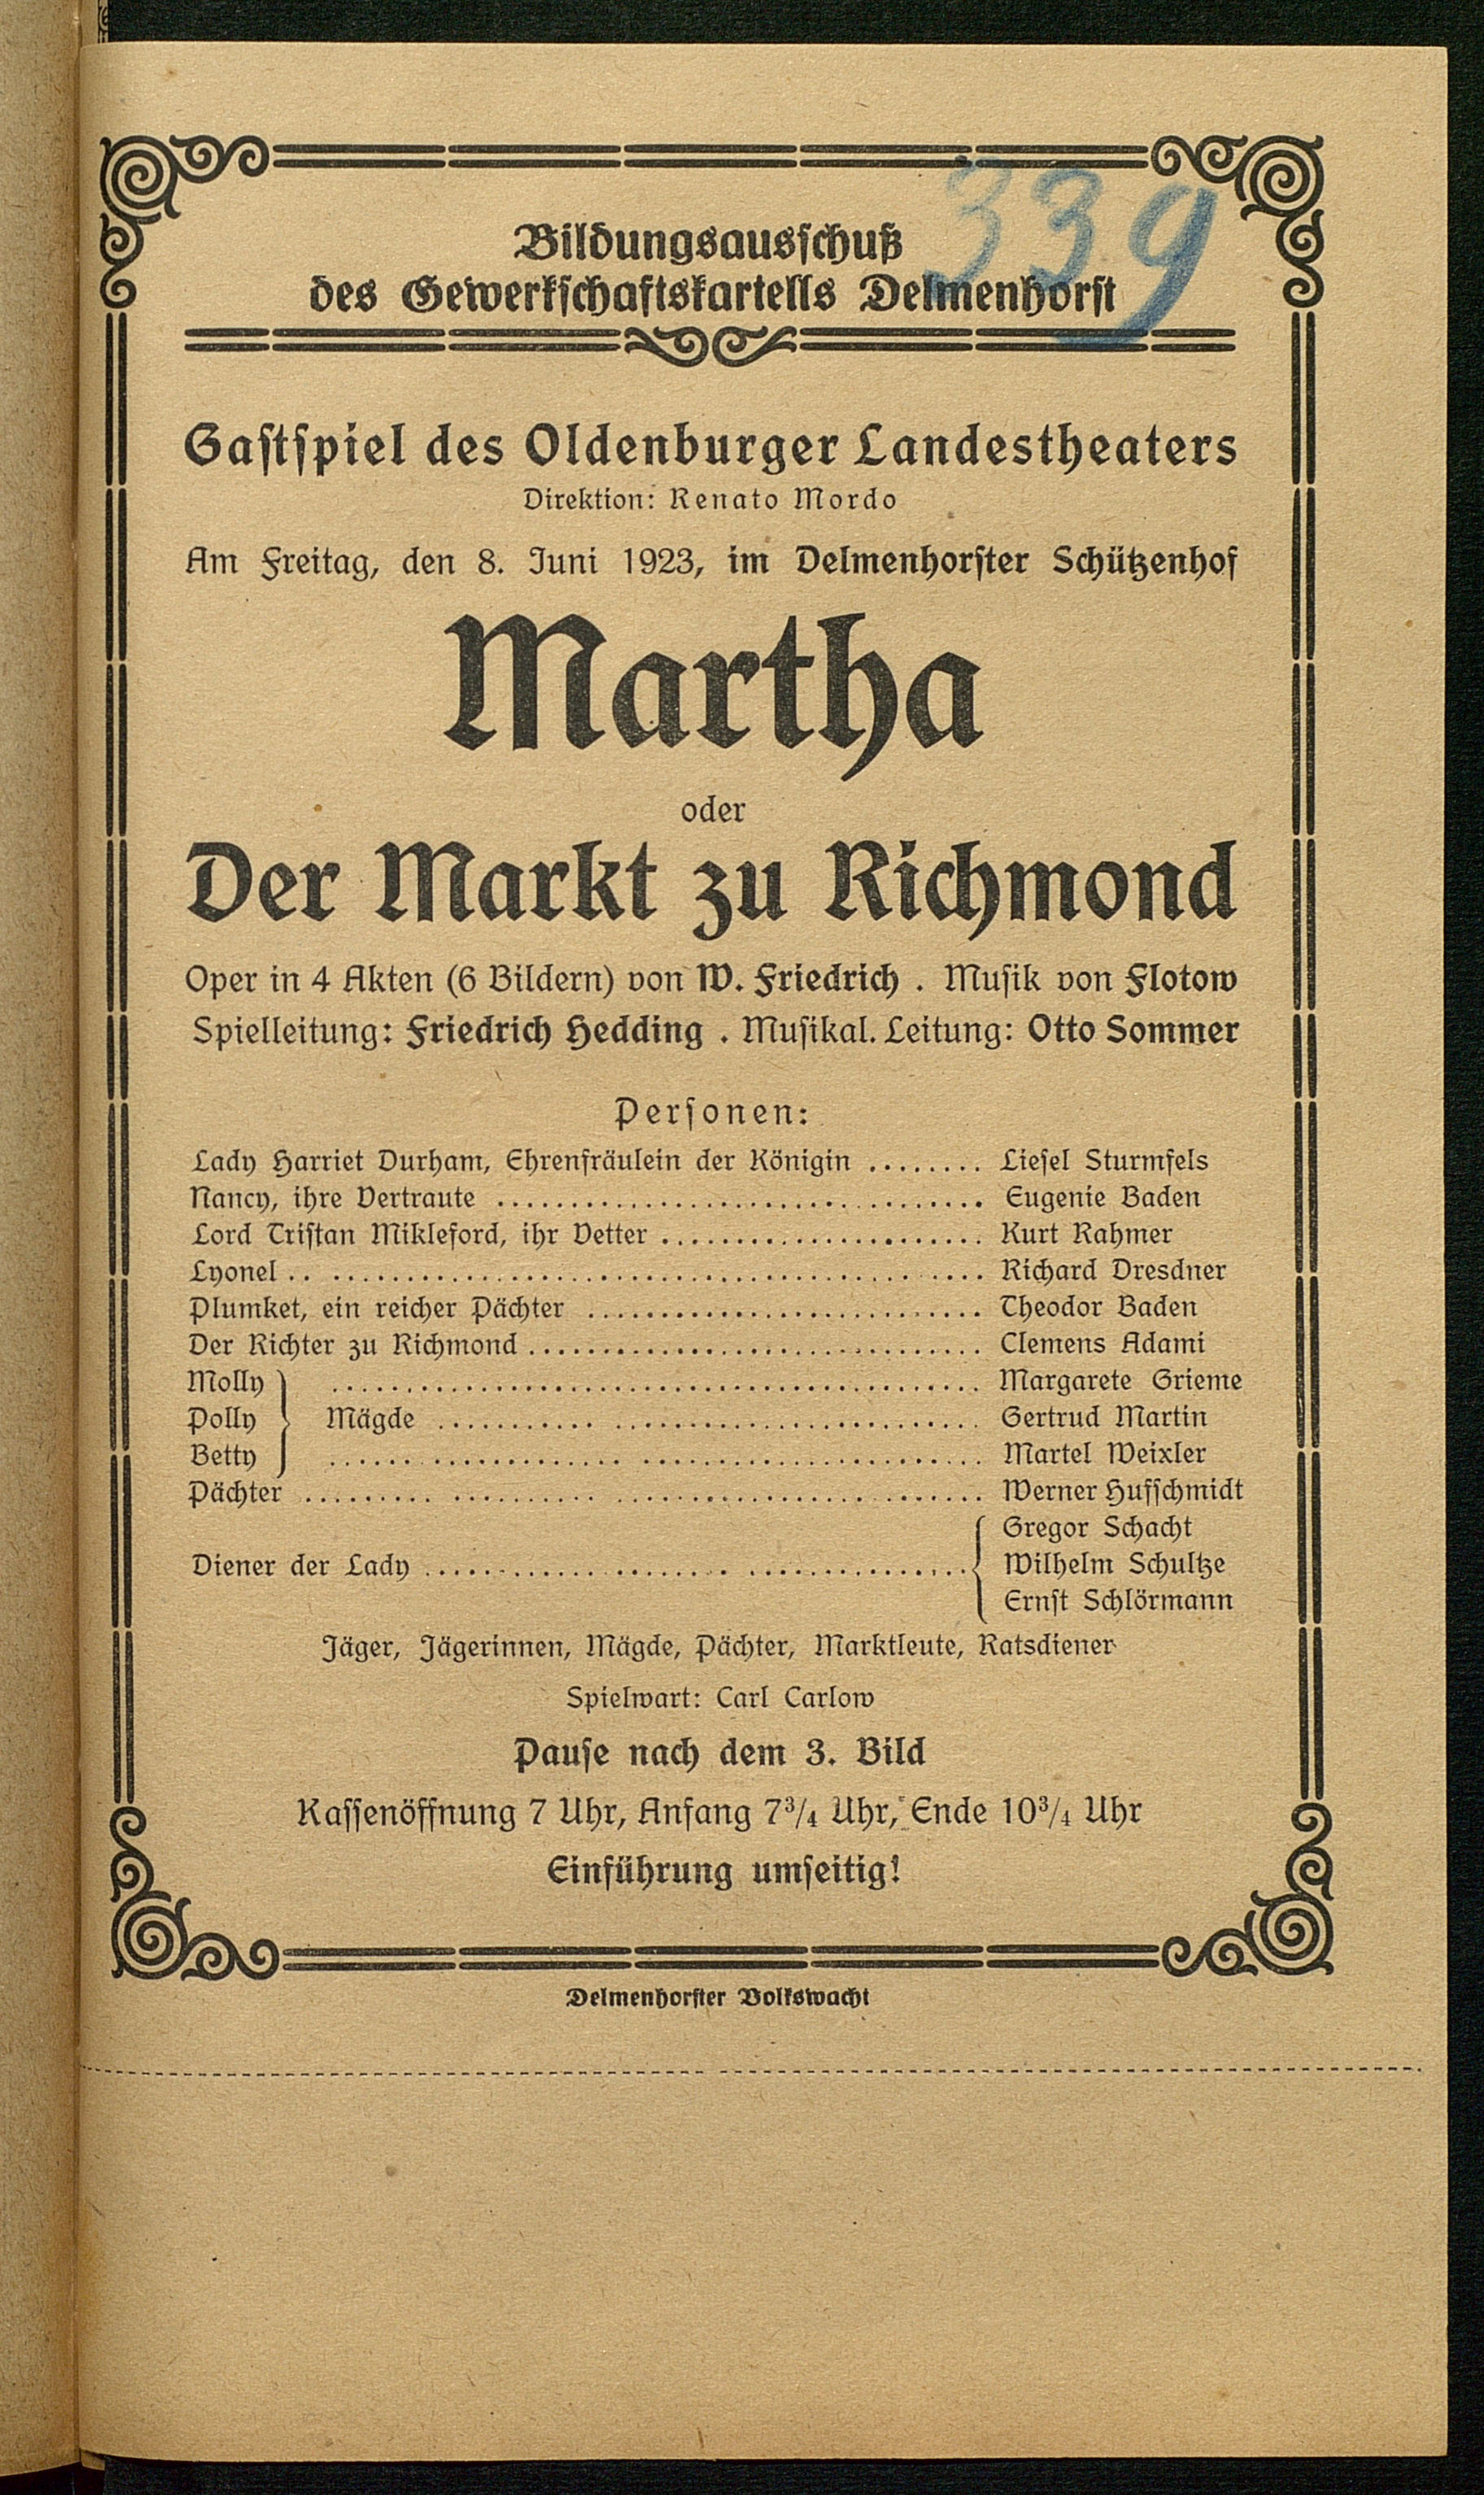 339
Bildungsausschuß
des Gewerkschaftskartells Delmenhorst
Gastspiel des Oldenburger Landestheaters
Direktion: Renato Mordo
Am Freitag, den 8. Juni 1923, im Delmenhorster Schützenhof
Martha
oder
Der Markt zu Richmond
Oper in 4 Akten (6 Bildern) von W. Friedrich . Musik von Flotow
Spielleitung: Friedrich Hedding . Musikal. Leitung: Otto Sommer
Personen:
Lady Harriet Durham, Ehrenfräulein der Königin ........ Liesel Sturmfels
Nancy, ihre Vertraute ................................. Eugenie Baden
Lord Tristan Mikleford, ihr Vetter ...................... Kurt Rahmer
Lyonel .. ............................................ Richard Dresdner
Plumket, ein reicher Pächter ........................... Theodor Baden
Der Richter zu Richmond ............................... Clemens Adami
Molly ............................................ Margarete Grieme
Polly } Mägde ..................................... Gertrud Martin
Betty ............................................ Martel Weixler
Pächter .............................................. Werner Hufschmidt
Gregor Schacht
Diener der Lady ..................................... { Wilhelm Schultze
Ernst Schlörmann
Jäger, Jägerinnen, Mägde, Pächter, Marktleute, Ratsdiener
Spielwart: Carl Carlow
Pause nach dem 3. Bild
Kassenöffnung 7 Uhr, Anfang 7³/₄ Uhr, Ende 10³/₄ Uhr
Einführung umseitig!
Delmenhorster Volkswacht